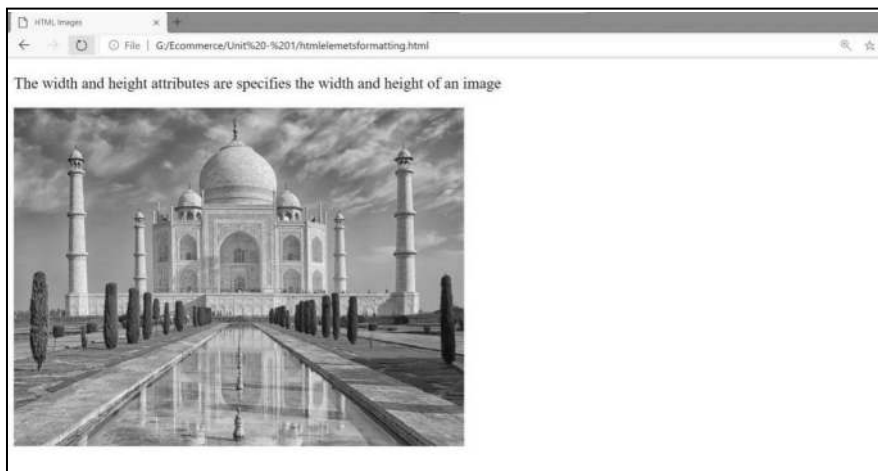 HTML Images
File | G:/Ecommerce/Unit%20-%201/htmlelemetsformatting.html
The width and height attributes are specifies the width and height of an image